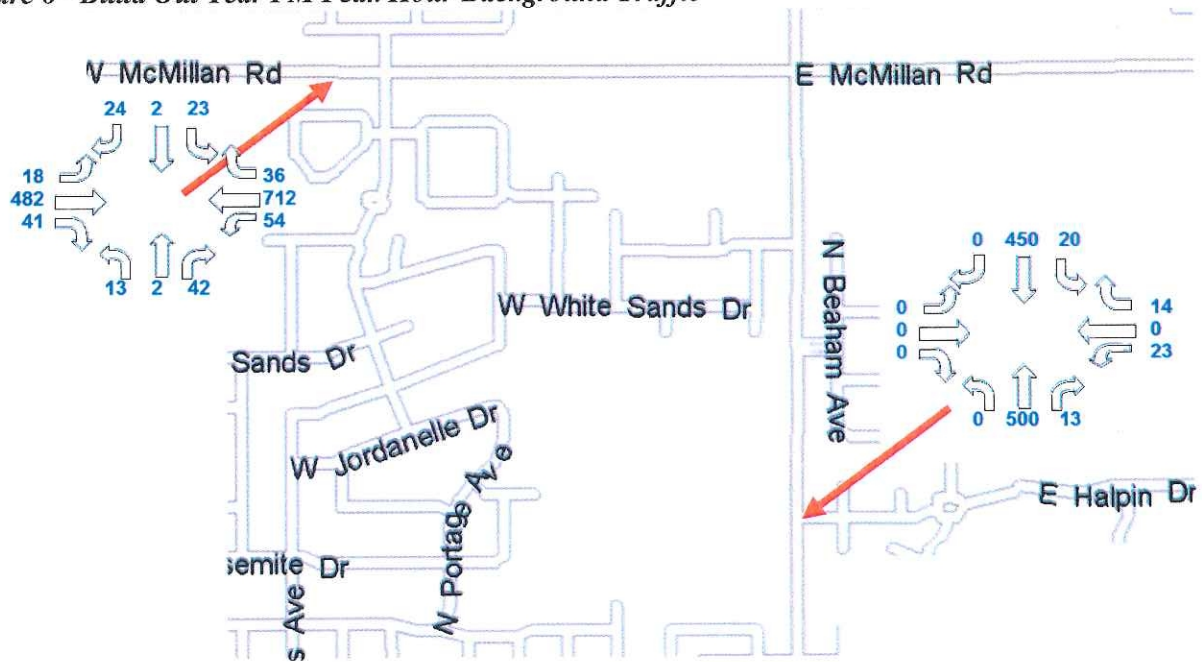 Build Out Year PM Peak Hour Background Traffic
W McMillan Rd
E McMillan Rd
24 2 23
18
482
41
36
712
54
13 2 42
N Beaham Ave
0 450 20
0
0
0
14
0
23
0 500 13
W White Sands Dr
Sands Dr
W Jordanelle Dr
N Portage Ave
E Halpin Dr
semite Dr
s Ave